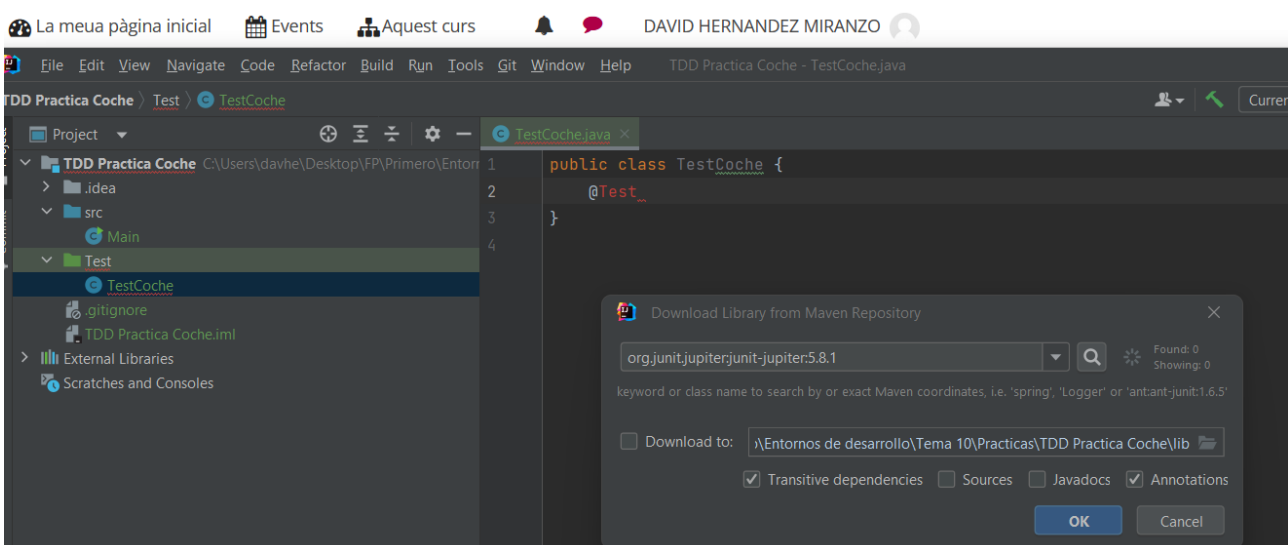 La meua pàgina inicial Events Aquest curs DAVID HERNANDEZ MIRANZO
File Edit View Navigate Code Refactor Build Run Tools Git Window Help TDD Practica Coche - TestCoche.java
TDD Practica Coche Test TestCoche
Project
TestCoche.java
TDD Practica Coche C:\Users\davhe\Desktop\FP\Primero\Entorn
.idea
src
Main
Test
TestCoche
.gitignore
TDD Practica Coche.iml
External Libraries
Scratches and Consoles
1 public class TestCoche {
2 @Test
3 }
4
Download Library from Maven Repository
org.junit.jupiter:junit-jupiter:5.8.1
Found: 0
Showing: 0
keyword or class name to search by or exact Maven coordinates, i.e. 'spring', 'Logger' or 'ant:ant-junit:1.6.5'
Download to: \Entornos de desarrollo\Tema 10\Practicas\TDD Practica Coche\lib
Transitive dependencies Sources Javadocs Annotations
OK Cancel